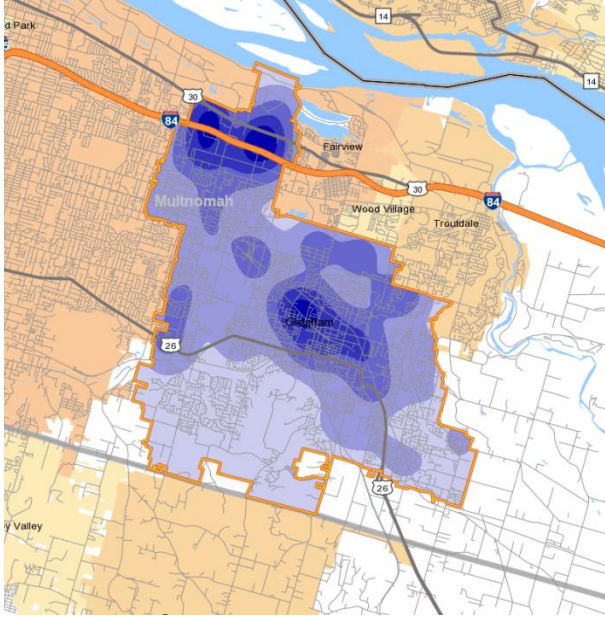 d Park
14
14
30
84
Fairview
30
84
Multnomah
Wood Village
Troutdale
Gresham
26
26
y Valley